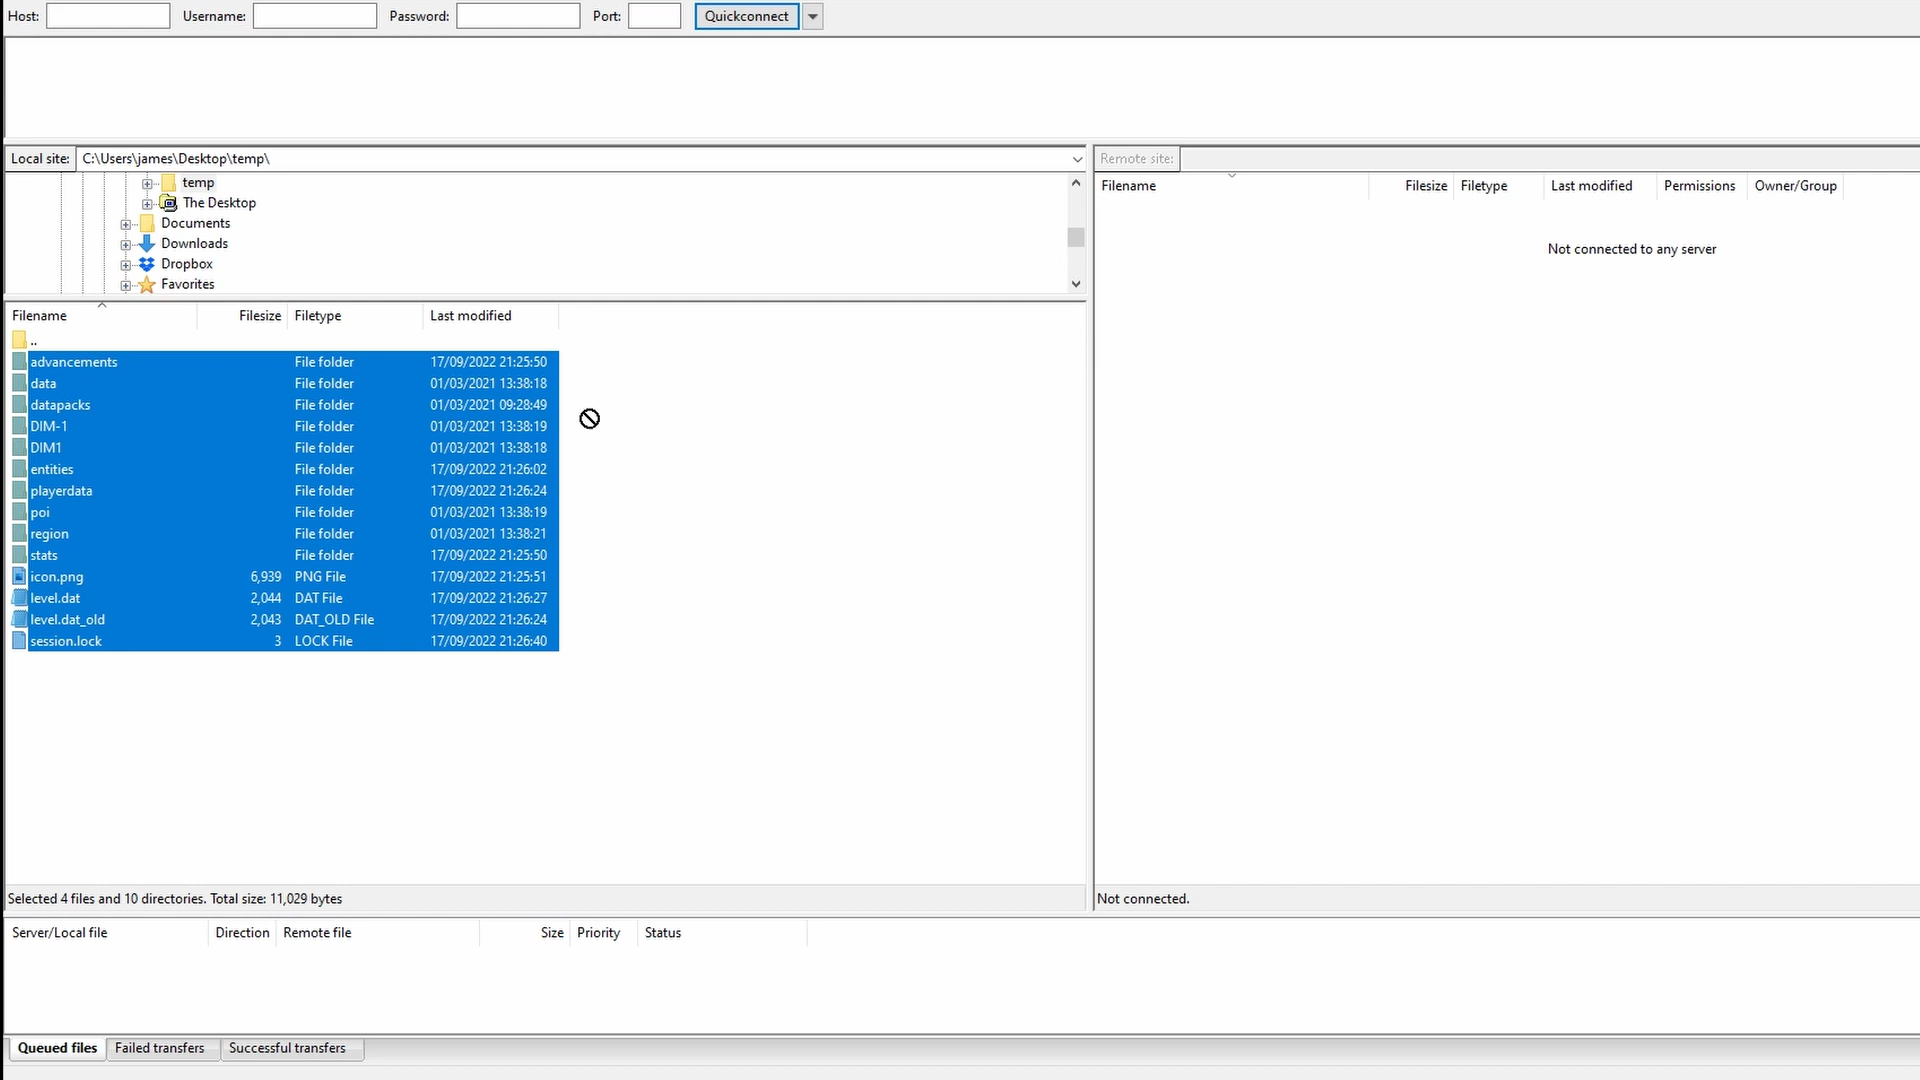 Host: Username: Password: Port: Quickconnect
Local site: C:\Users\james\Desktop\temp\
temp
The Desktop
Documents
Downloads
Dropbox
Favorites
Filename Filesize Filetype Last modified
..
advancements File folder 17/09/2022 21:25:50
data File folder 01/03/2021 13:38:18
datapacks File folder 01/03/2021 09:28:49
DIM-1 File folder 01/03/2021 13:38:19
DIM1 File folder 01/03/2021 13:38:18
entities File folder 17/09/2022 21:26:02
playerdata File folder 17/09/2022 21:26:24
poi File folder 01/03/2021 13:38:19
region File folder 01/03/2021 13:38:21
stats File folder 17/09/2022 21:25:50
icon.png 6,939 PNG File 17/09/2022 21:25:51
level.dat 2,044 DAT File 17/09/2022 21:26:27
level.dat_old 2,043 DAT_OLD File 17/09/2022 21:26:24
session.lock 3 LOCK File 17/09/2022 21:26:40
Selected 4 files and 10 directories. Total size: 11,029 bytes
Remote site:
Filename Filesize Filetype Last modified Permissions Owner/Group
Not connected to any server
Not connected.
Server/Local file Direction Remote file Size Priority Status
Queued files Failed transfers Successful transfers